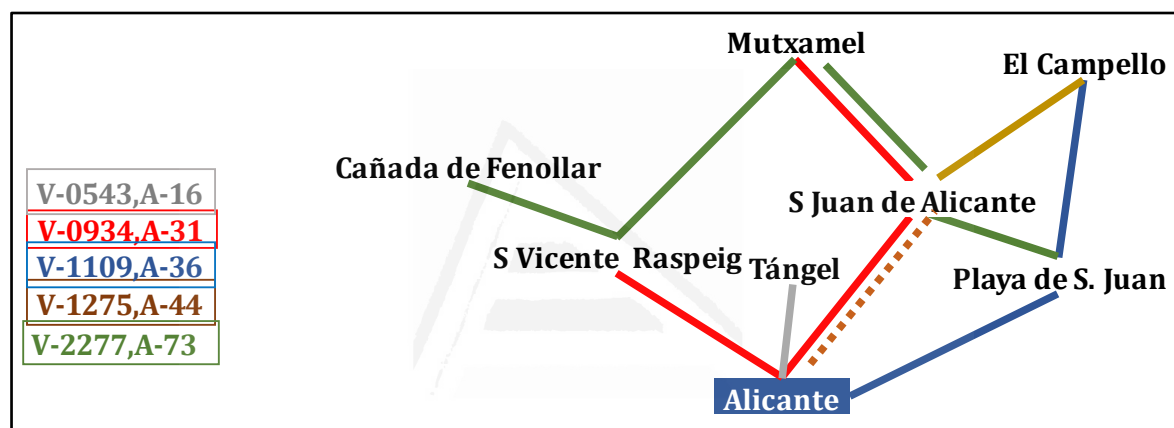 Mutxamel
El Campello
Cañada de Fenollar
V-0543,A-16
S Juan de Alicante
V-0934,A-31
S Vicente Raspeig
Tángel
V-1109,A-36
Playa de S. Juan
V-1275,A-44
V-2277,A-73
Alicante